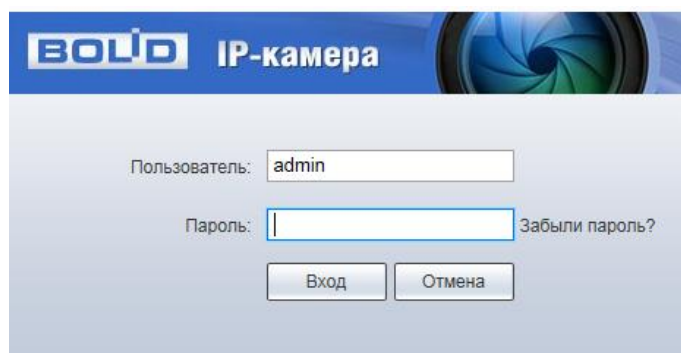 BOLID IP-камера
Пользователь: admin
Пароль: Забыли пароль?
Вход Отмена